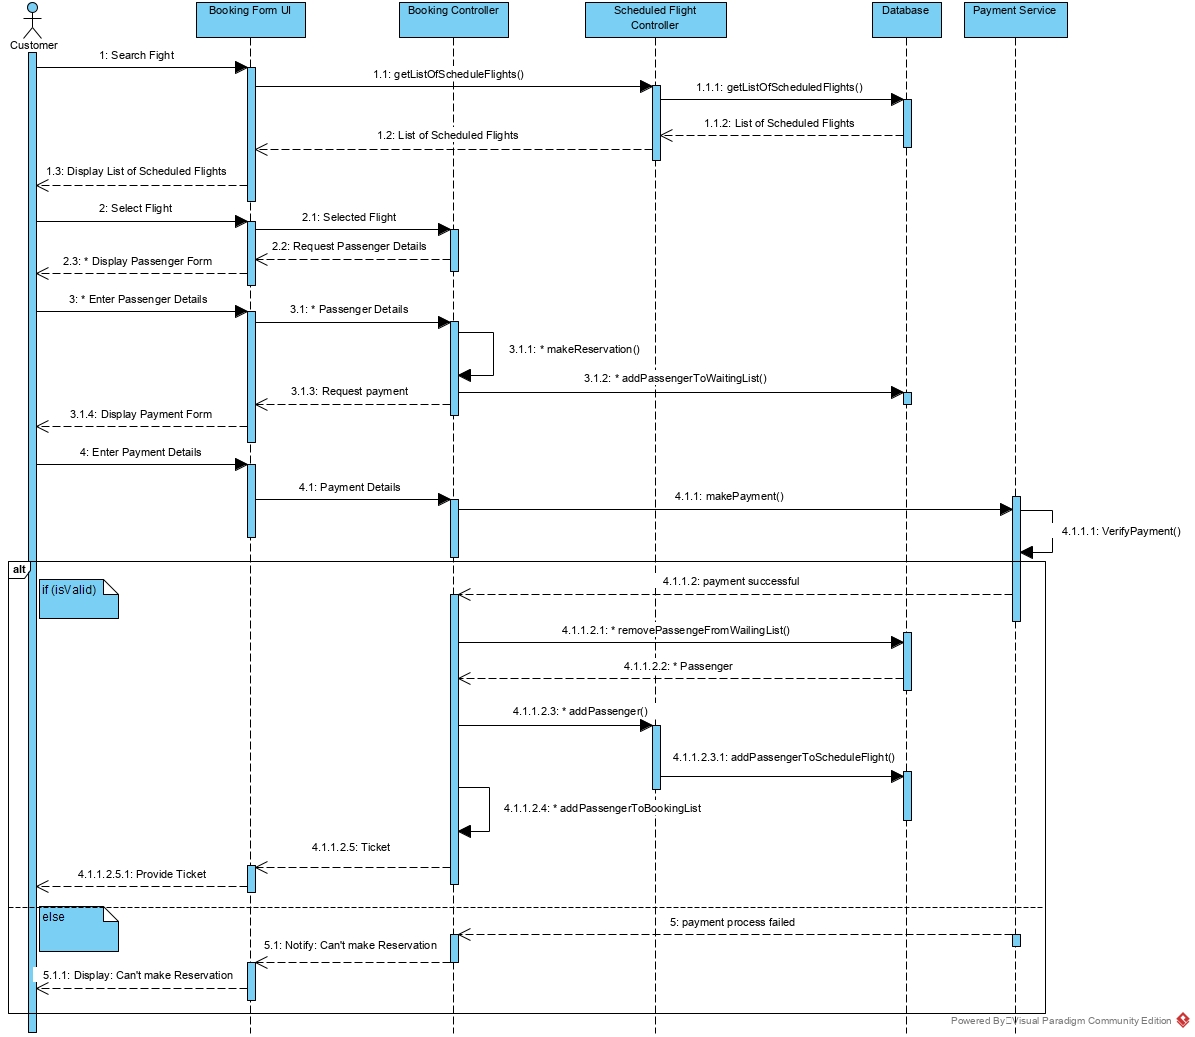 Booking Form UI
Booking Controller
Scheduled Flight
Controller
Database
Payment Service
Customer
1: Search Fight
1.1: getListOfScheduleFlights()
1.1.1: getListOfScheduledFlights()
1.1.2: List of Scheduled Flights
1.2: List of Scheduled Flights
1.3: Display List of Scheduled Flights
2: Select Flight
2.1: Selected Flight
2.2: Request Passenger Details
2.3: * Display Passenger Form
3: * Enter Passenger Details
3.1: * Passenger Details
3.1.1: * makeReservation()
3.1.2: * addPassengerToWaitingList()
3.1.3: Request payment
3.1.4: Display Payment Form
4: Enter Payment Details
4.1: Payment Details
4.1.1: makePayment()
4.1.1.1: VerifyPayment()
alt
if (isValid)
4.1.1.2: payment successful
4.1.1.2.1: * removePassengeFromWailingList()
4.1.1.2.2: * Passenger
4.1.1.2.3: * addPassenger()
4.1.1.2.3.1: addPassengerToScheduleFlight()
4.1.1.2.4: * addPassengerToBookingList
4.1.1.2.5: Ticket
4.1.1.2.5.1: Provide Ticket
else
5: payment process failed
5.1: Notify: Can't make Reservation
5.1.1: Display: Can't make Reservation
Powered By Visual Paradigm Community Edition